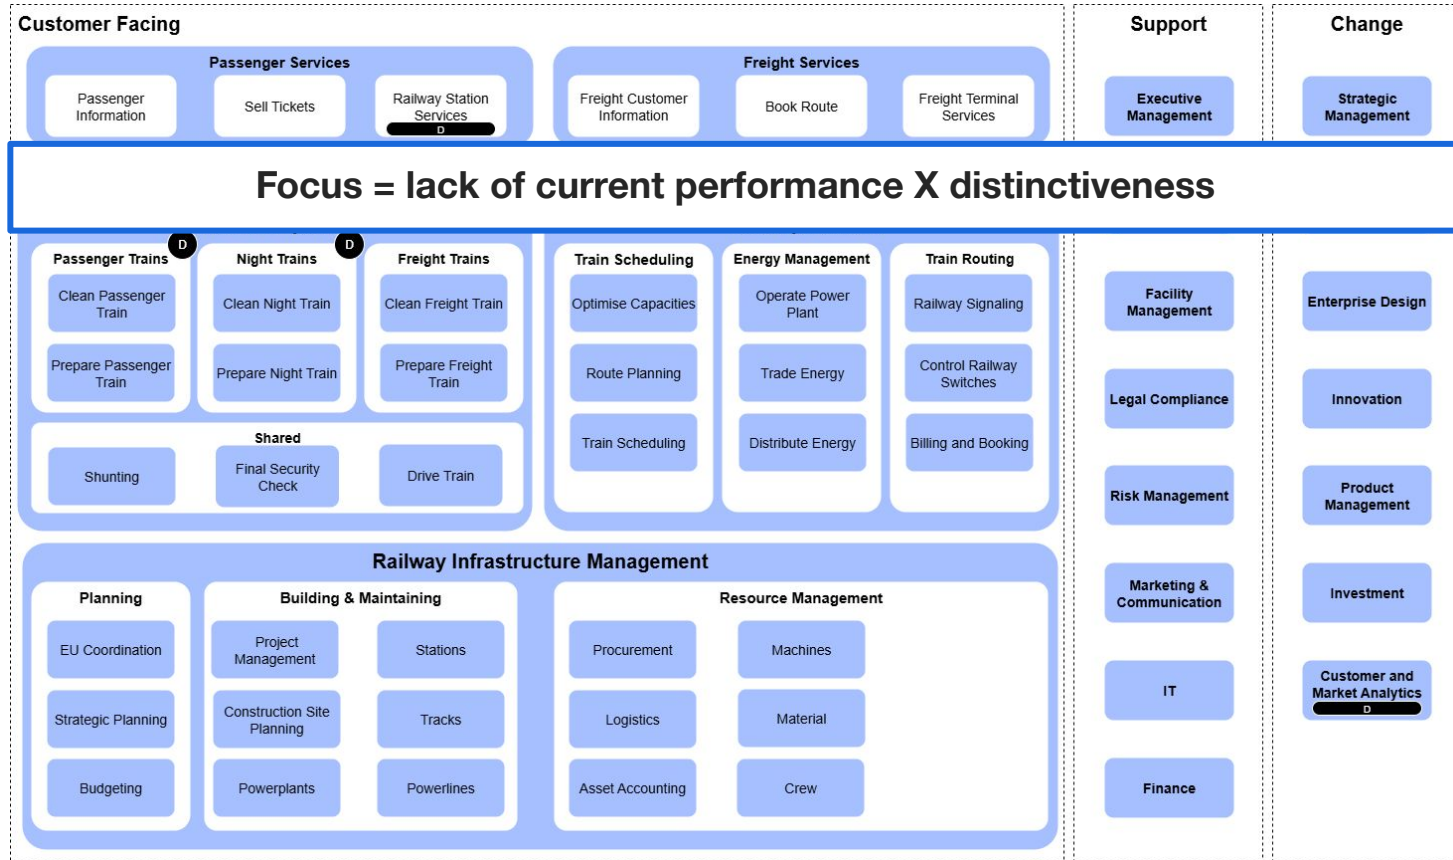 Customer Facing
Support
Change
Passenger Services
Freight Services
Passenger
Information
Sell Tickets
Railway Station
Services
D
Freight Customer
Information
Book Route
Freight Terminal
Services
Executive
Management
Strategic
Management
Focus = lack of current performance X distinctiveness
Passenger Trains
D
Night Trains
D
Freight Trains
Clean Passenger
Train
Clean Night Train
Clean Freight Train
Prepare Passenger
Train
Prepare Night Train
Prepare Freight
Train
Shared
Shunting
Final Security
Check
Drive Train
Train Scheduling
Energy Management
Train Routing
Optimise Capacities
Operate Power
Plant
Railway Signaling
Route Planning
Trade Energy
Control Railway
Switches
Train Scheduling
Distribute Energy
Billing and Booking
Railway Infrastructure Management
Planning
EU Coordination
Strategic Planning
Budgeting
Building & Maintaining
Project
Management
Stations
Construction Site
Planning
Tracks
Powerplants
Powerlines
Resource Management
Procurement
Machines
Logistics
Material
Asset Accounting
Crew
Facility
Management
Legal Compliance
Risk Management
Marketing &
Communication
IT
Finance
Enterprise Design
Innovation
Product
Management
Investment
Customer and
Market Analytics
D